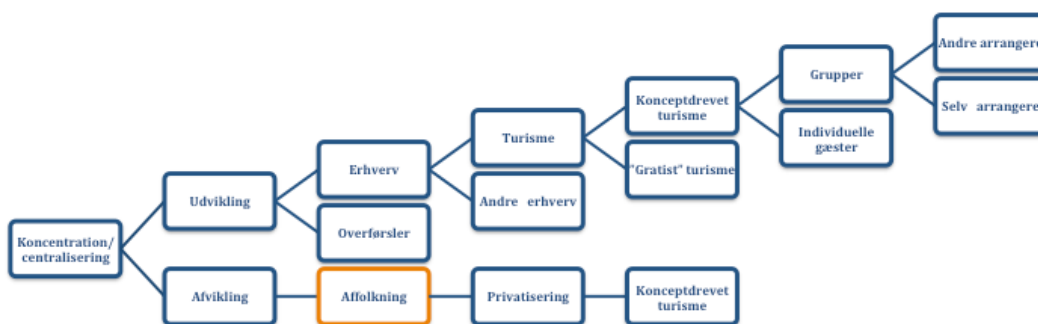 Andre arrangere
Grupper
Selv arrangere
Konceptdrevet
turisme
Individuelle
gæster
Turisme
"Gratist" turisme
Erhverv
Andre erhverv
Udvikling
Overførsler
Koncentration/
centralisering
Afvikling
Affolkning
Privatisering
Konceptdrevet
turisme